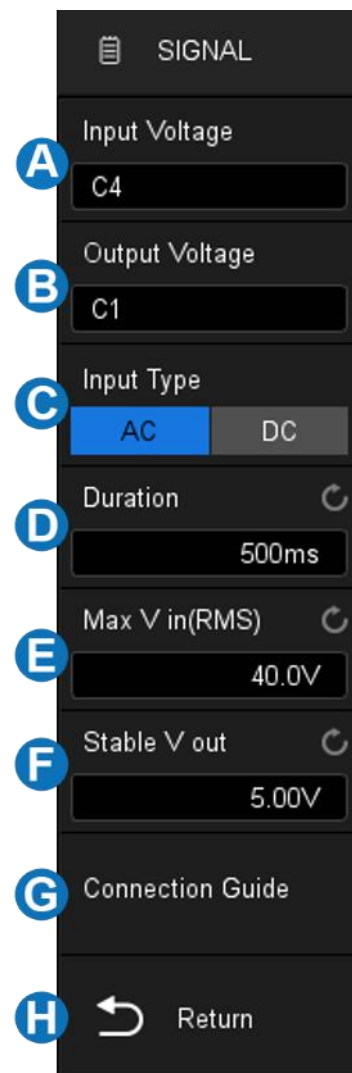 SIGNAL
Input Voltage
A
C4
Output Voltage
B
C1
Input Type
C
AC DC
Duration
D
500ms
Max V in(RMS)
E
40.0V
Stable V out
F
5.00V
G Connection Guide
H Return